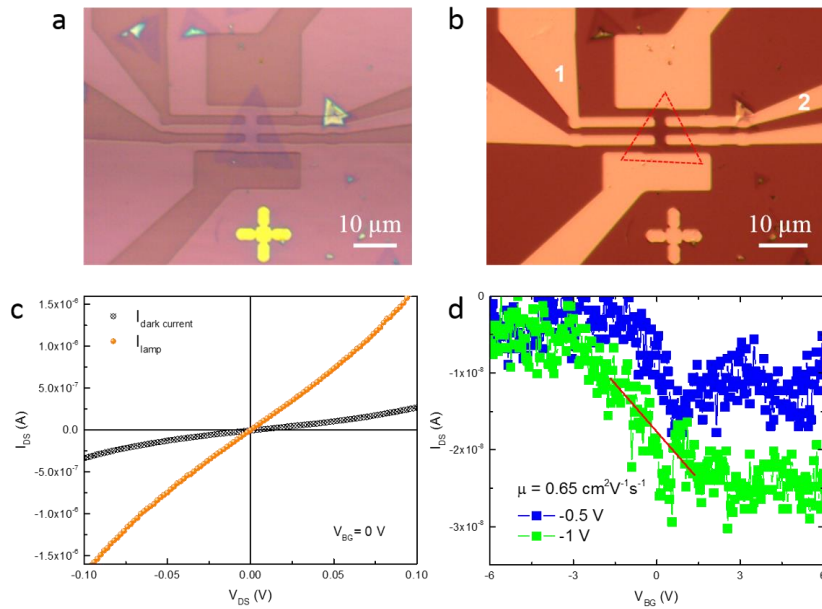 a
b
1
2
10 μm
10 μm
c
1.5x10⁻⁶
1.0x10⁻⁶
5.0x10⁻⁷
0.0
-5.0x10⁻⁷
-1.0x10⁻⁶
-1.5x10⁻⁶
I_DS (A)
I_dark current
I_lamp
V_BG = 0 V
-0.10
-0.05
0.00
0.05
0.10
V_DS (V)
d
0
-1x10⁻⁸
-2x10⁻⁸
-3x10⁻⁸
I_DS (A)
μ = 0.65 cm²V⁻¹s⁻¹
-0.5 V
-1 V
-6
-3
0
3
6
V_BG (V)